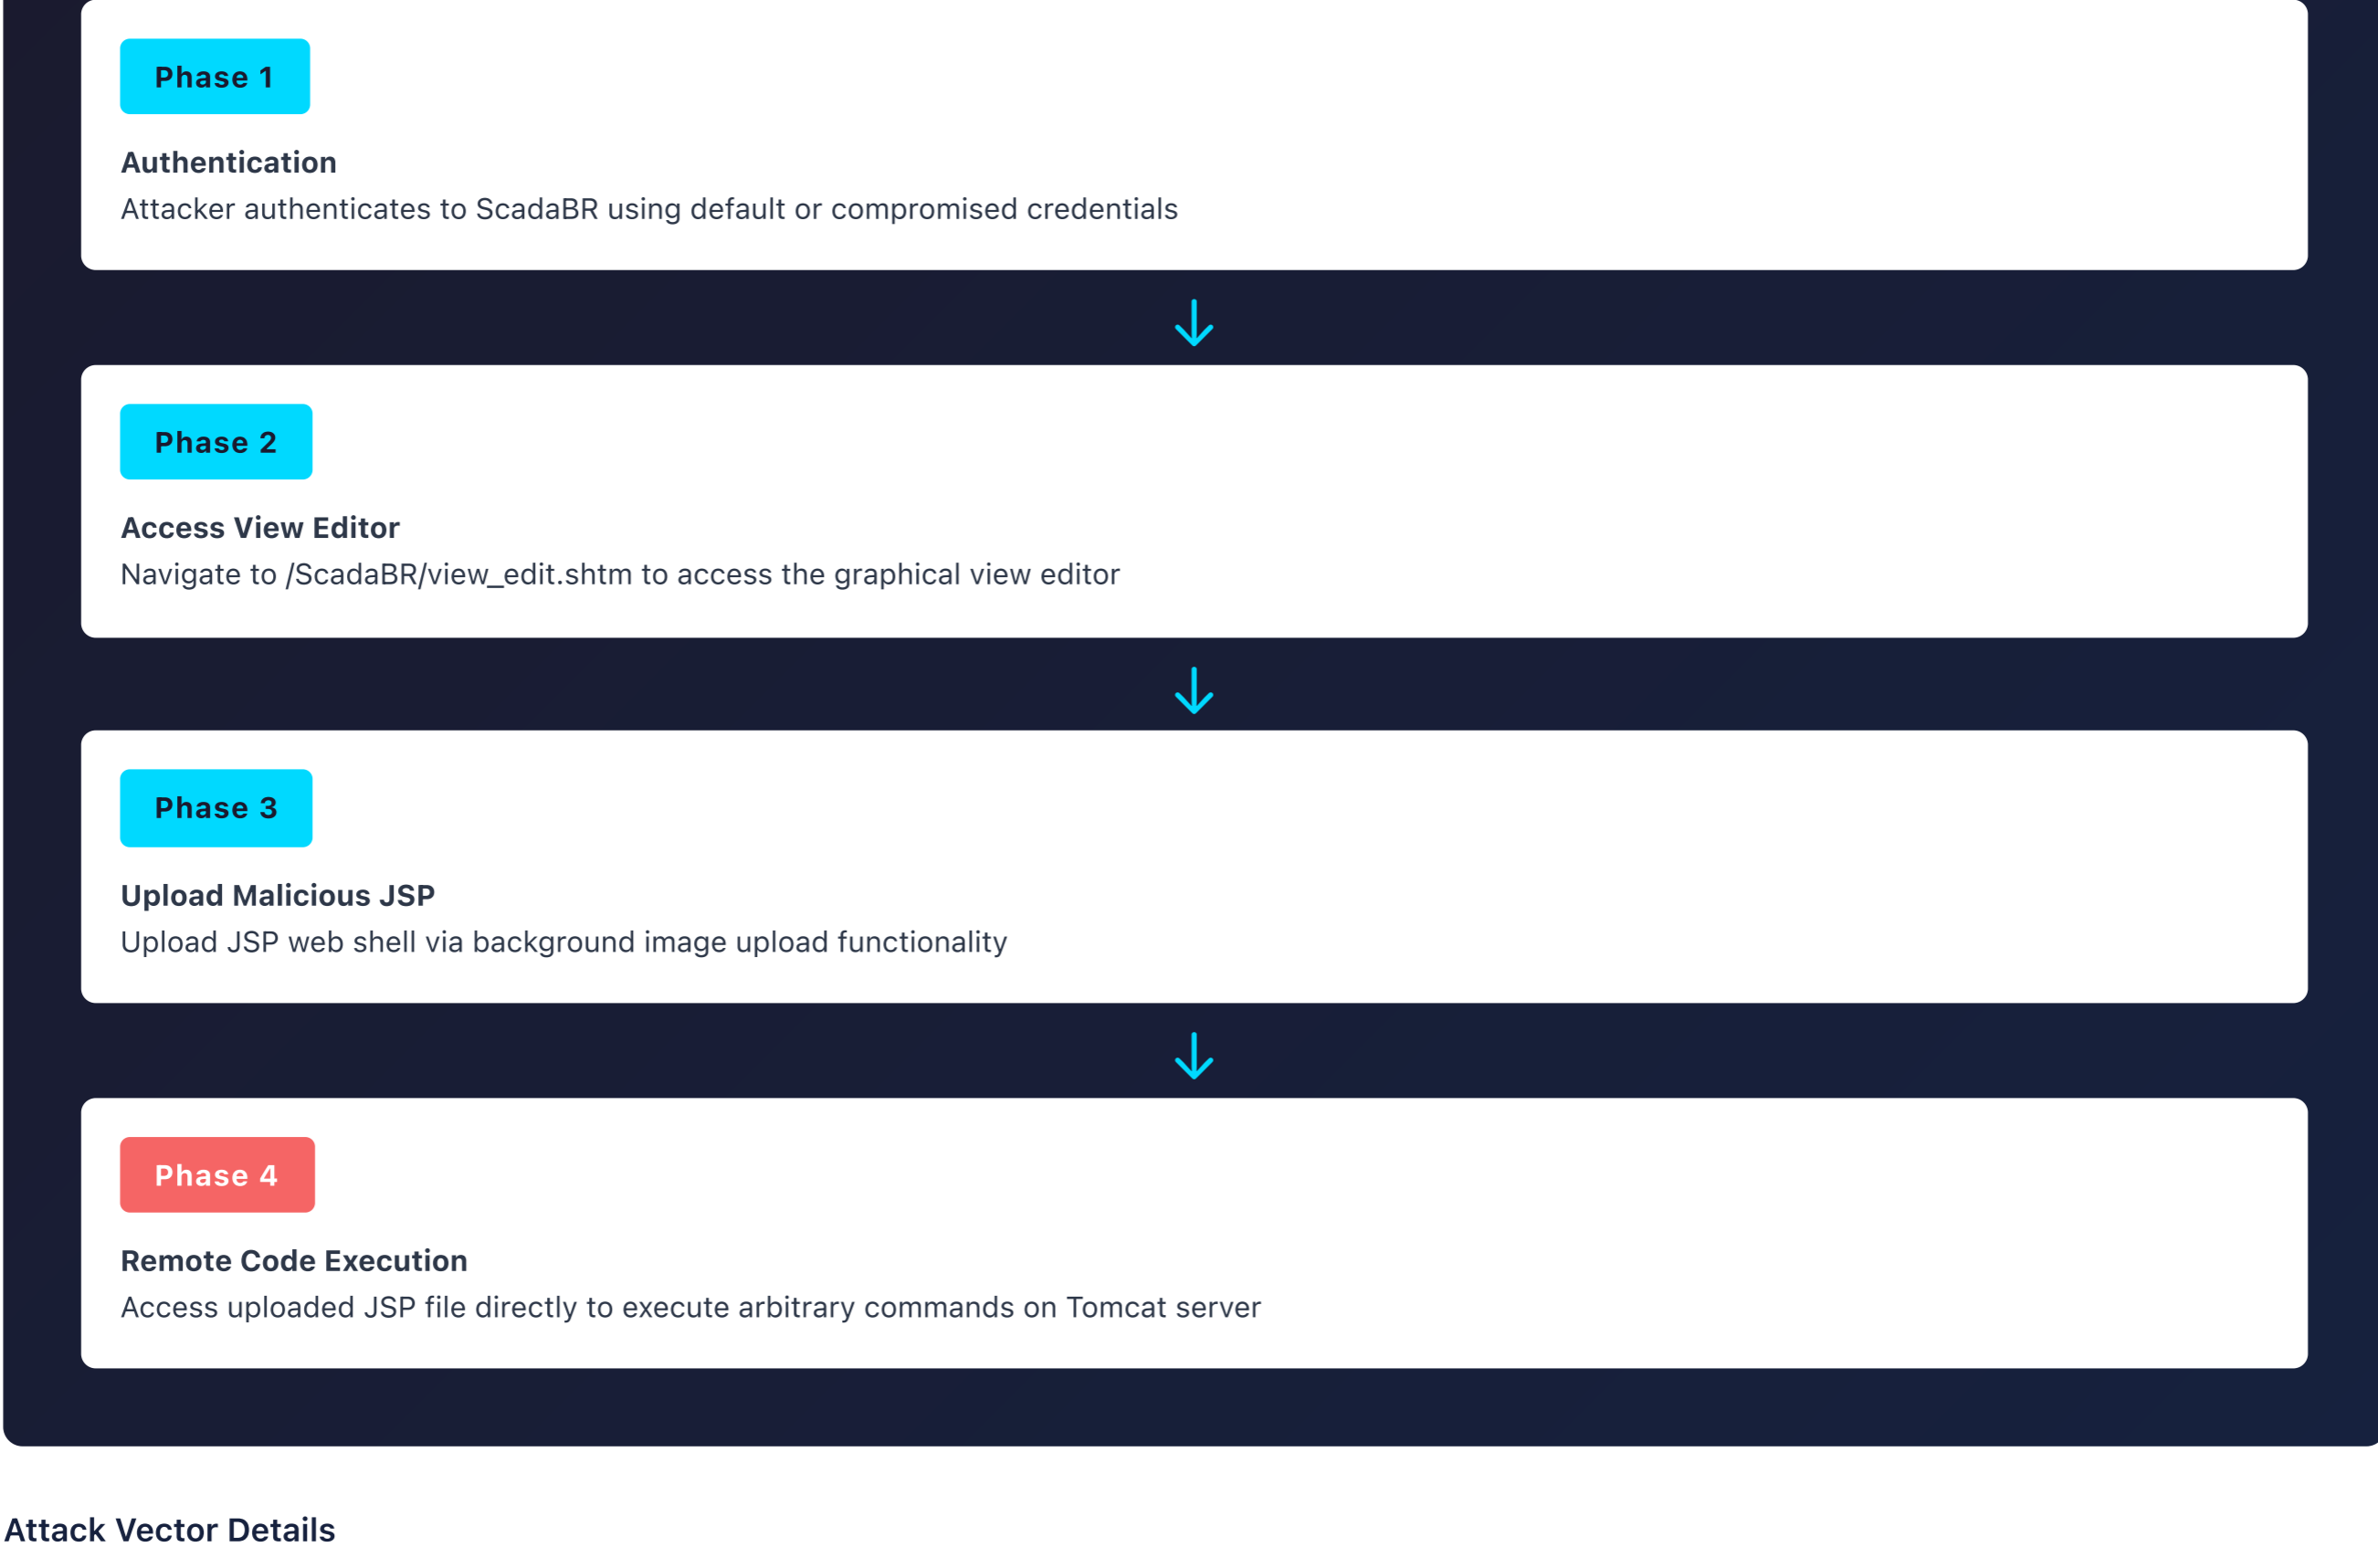 Phase 1
Authentication
Attacker authenticates to ScadaBR using default or compromised credentials
Phase 2
Access View Editor
Navigate to /ScadaBR/view_edit.shtm to access the graphical view editor
Phase 3
Upload Malicious JSP
Upload JSP web shell via background image upload functionality
Phase 4
Remote Code Execution
Access uploaded JSP file directly to execute arbitrary commands on Tomcat server
Attack Vector Details